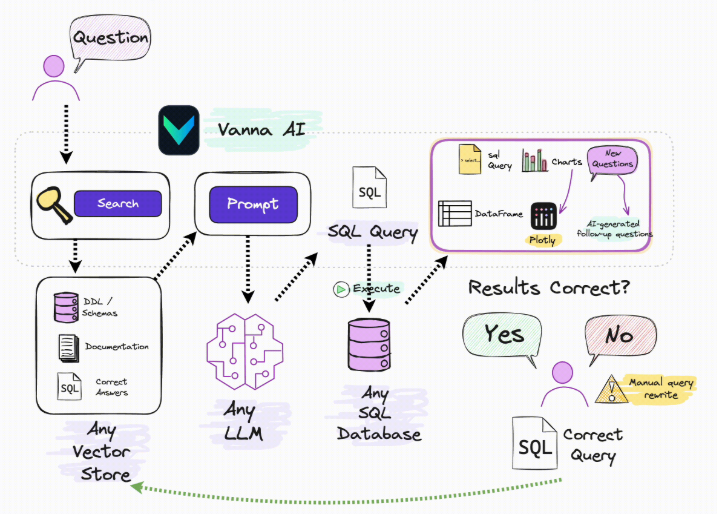 Question
Vanna AI
Search
Prompt
SQL
SQL Query
sql
Query
Charts
New
Questions
DataFrame
Plotly
AI-generated
follow-up questions
DDL /
Schemas
Documentation
SQL
Correct
Answers
Any
Vector
Store
Any
LLM
Execute
Any
SQL
Database
Results Correct?
Yes
No
Manual query
rewrite
SQL
Correct
Query